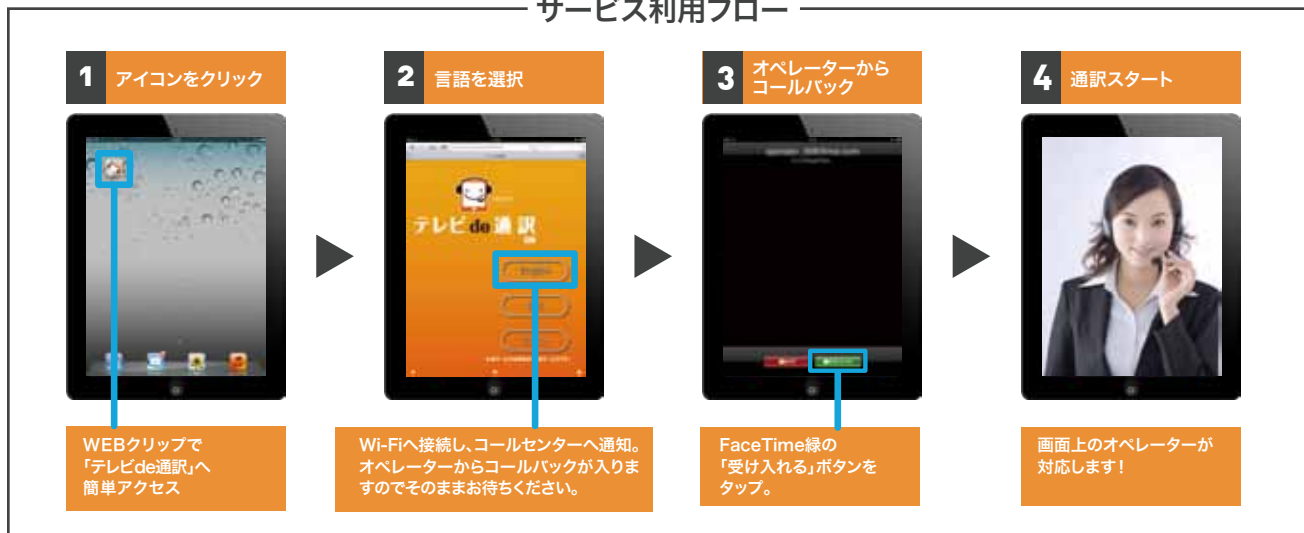 サービス利用フロー
1 アイコンをクリック
WEBクリップで
「テレビde通訳」へ
簡単アクセス
2 言語を選択
テレビde通訳
Wi-Fiへ接続し、コールセンターへ通知。
オペレーターからコールバックが入りま
すのでそのままお待ちください。
3 オペレーターから
コールバック
FaceTime緑の
「受け入れる」ボタンを
タップ。
4 通訳スタート
画面上のオペレーターが
対応します!